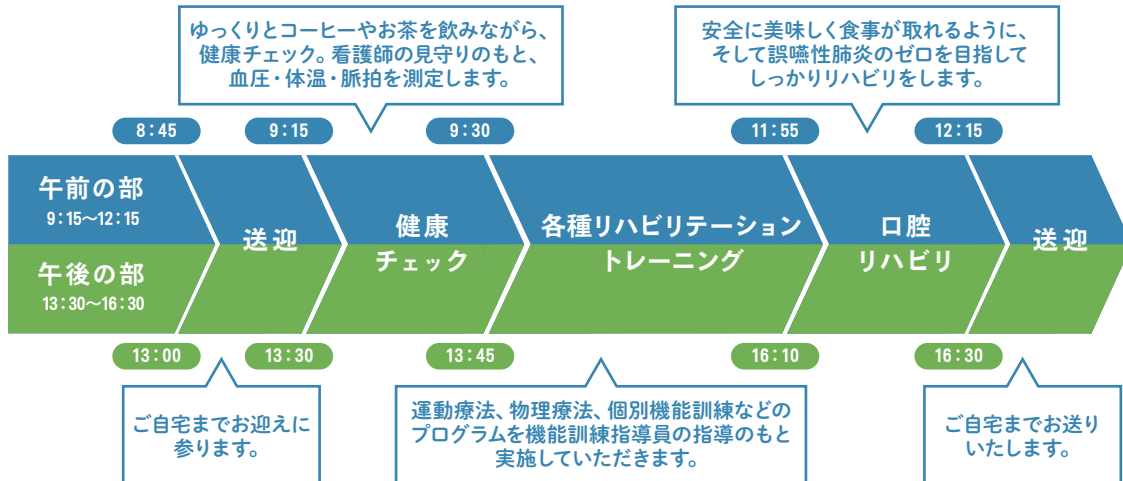 ゆっくりとコーヒーやお茶を飲みながら、
健康チェック。看護師の見守りのもと、
血圧・体温・脈拍を測定します。
安全に美味しく食事が取れるように、
そして誤嚥性肺炎のゼロを目指して
しっかりリハビリをします。
8:45
9:15
9:30
11:55
12:15
午前の部
9:15〜12:15
午後の部
13:30〜16:30
送迎
健康
チェック
各種リハビリテーション
トレーニング
口腔
リハビリ
送迎
13:00
13:30
13:45
16:10
16:30
ご自宅までお迎えに
参ります。
運動療法、物理療法、個別機能訓練などの
プログラムを機能訓練指導員の指導のもと
実施していただきます。
ご自宅までお送り
いたします。